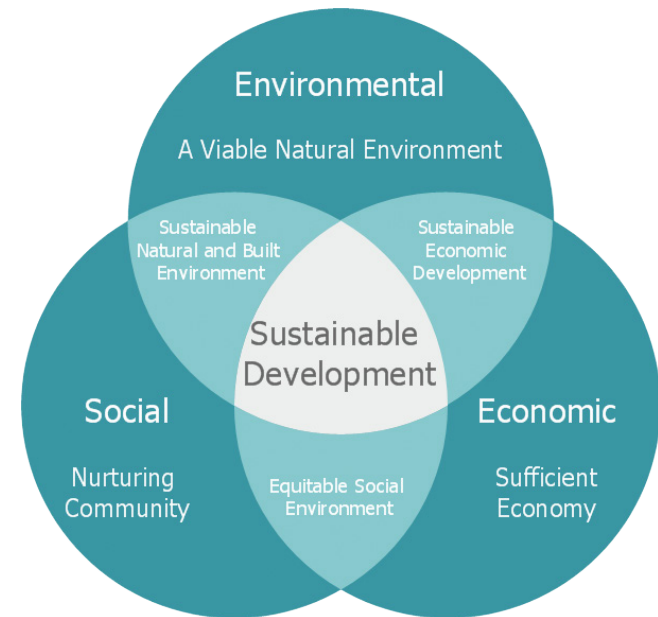 Environmental
A Viable Natural Environment
Sustainable
Natural and Built
Environment
Sustainable
Economic
Development
Sustainable
Development
Social
Nurturing
Community
Equitable Social
Environment
Economic
Sufficient
Economy